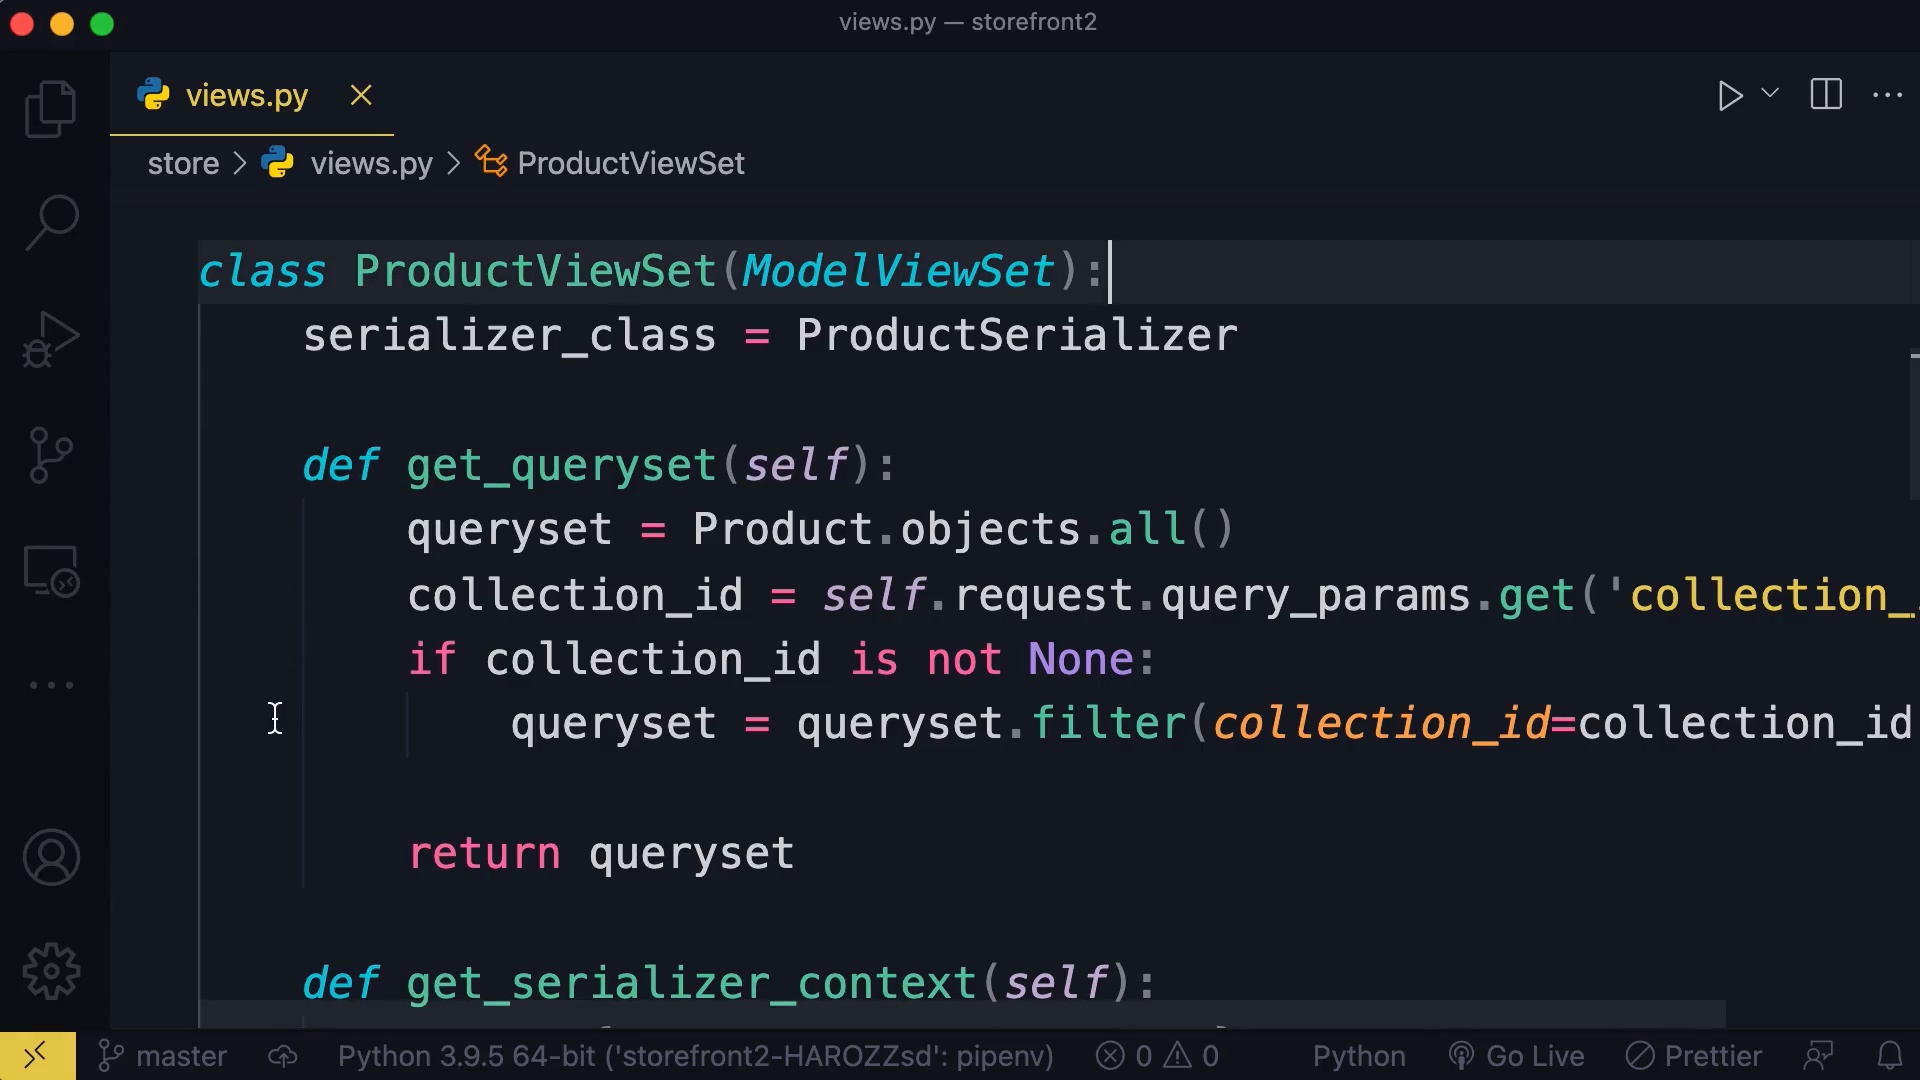 views.py — storefront2
views.py
store > views.py > ProductViewSet
class ProductViewSet(ModelViewSet):
    serializer_class = ProductSerializer
    def get_queryset(self):
        queryset = Product.objects.all()
        collection_id = self.request.query_params.get('collection_
        if collection_id is not None:
            queryset = queryset.filter(collection_id=collection_id
        return queryset
    def get_serializer_context(self):
master Python 3.9.5 64-bit ('storefront2-HAROZZsd': pipenv) 0 0 Python Go Live Prettier